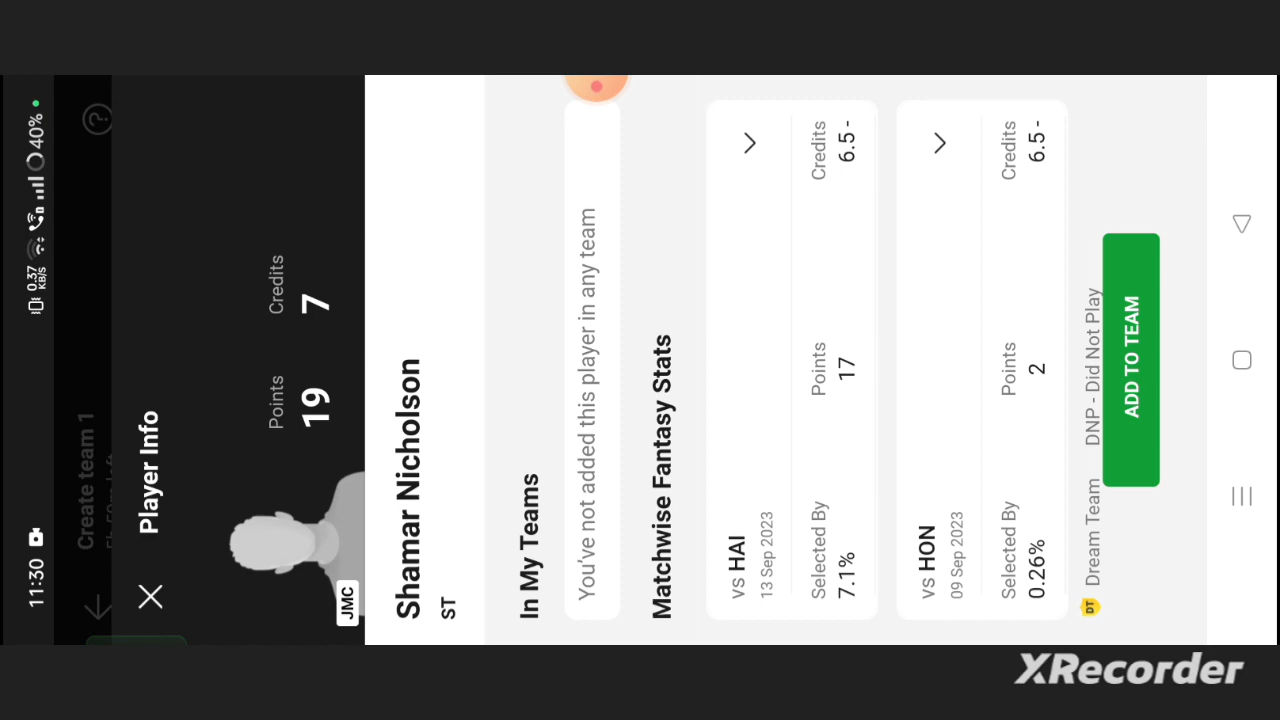 11:30
0.37
KB/S
40%
Create team 1
Player Info
Points
Credits
19
7
JMC
Shamar Nicholson
ST
In My Teams
You've not added this player in any team
Matchwise Fantasy Stats
vs HAI
13 Sep 2023
Selected By
Points
Credits
7.1%
17
6.5 -
vs HON
09 Sep 2023
Selected By
Points
Credits
0.26%
2
6.5 -
DT Dream Team
DNP - Did Not Play
ADD TO TEAM
XRecorder